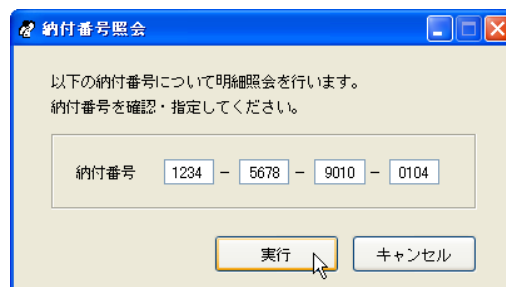 納付番号照会
以下の納付番号について明細照会を行います。
納付番号を確認・指定してください。
納付番号 1234 - 5678 - 9010 - 0104
実行 キャンセル